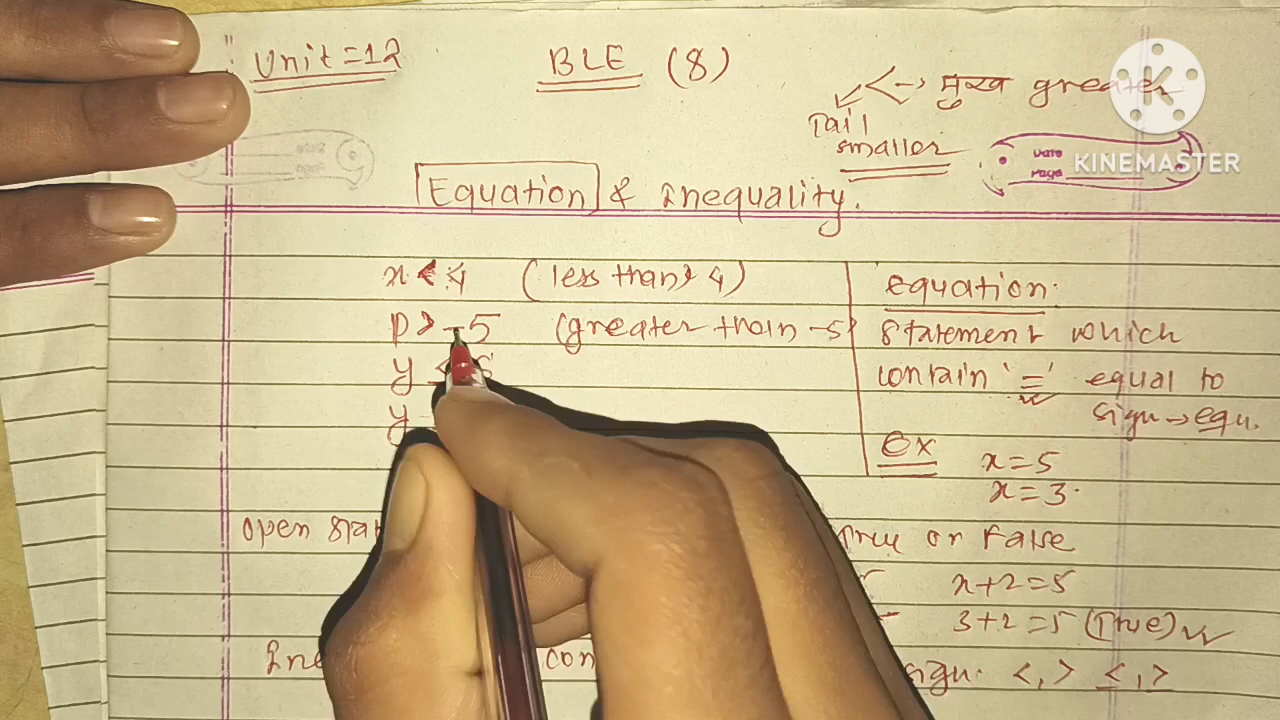 Unit=12 BLE (8)
< → मुख greater
Tail
smaller
Date
Page
KINEMASTER
Equation & Inequality.
x < 4 (less than 4)
p > -5 (greater than -5)
y
y
equation.
statement which
contain '=' equal to
sign → equ.
Ex x=5
x=3.
open True or False
x+2=5
3+2=5 (True)
con sign. <, > <, >